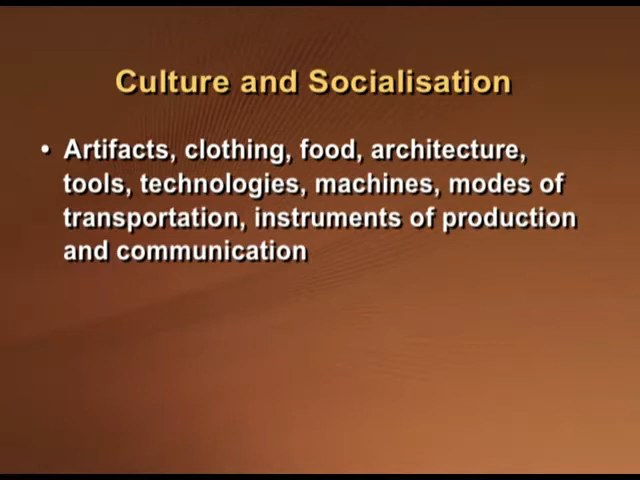 Culture and Socialisation
• Artifacts, clothing, food, architecture,
tools, technologies, machines, modes of
transportation, instruments of production
and communication